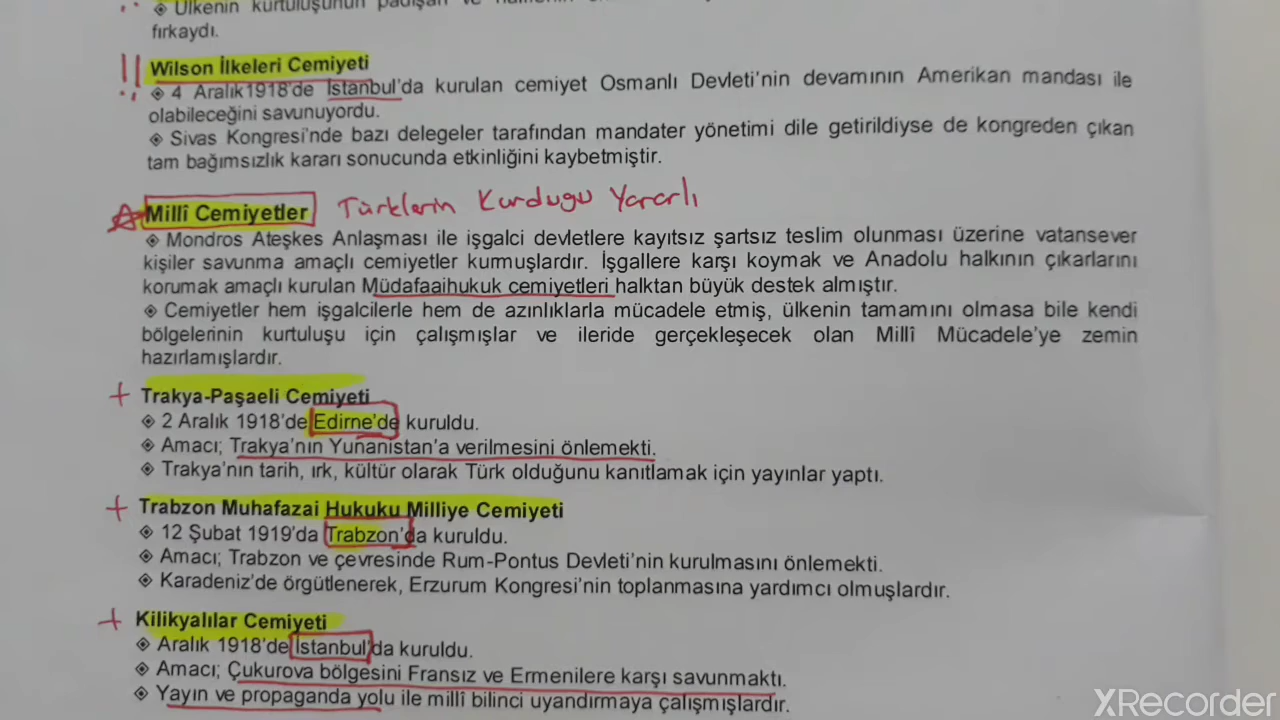 Ülkenin kurtuluşunun padişah ve
fırkaydı.
!! Wilson İlkeleri Cemiyeti
◈ 4 Aralık1918'de İstanbul'da kurulan cemiyet Osmanlı Devleti'nin devamının Amerikan mandası ile
olabileceğini savunuyordu.
◈ Sivas Kongresi'nde bazı delegeler tarafından mandater yönetimi dile getirildiyse de kongreden çıkan
tam bağımsızlık kararı sonucunda etkinliğini kaybetmiştir.
Millî Cemiyetler Türklerin Kurduğu Yararlı
◈ Mondros Ateşkes Anlaşması ile işgalci devletlere kayıtsız şartsız teslim olunması üzerine vatansever
kişiler savunma amaçlı cemiyetler kurmuşlardır. İşgallere karşı koymak ve Anadolu halkının çıkarlarını
korumak amaçlı kurulan Müdafaaihukuk cemiyetleri halktan büyük destek almıştır.
◈ Cemiyetler hem işgalcilerle hem de azınlıklarla mücadele etmiş, ülkenin tamamını olmasa bile kendi
bölgelerinin kurtuluşu için çalışmışlar ve ileride gerçekleşecek olan Millî Mücadele'ye zemin
hazırlamışlardır.
+ Trakya-Paşaeli Cemiyeti
◈ 2 Aralık 1918'de Edirne'de kuruldu.
◈ Amacı; Trakya'nın Yunanistan'a verilmesini önlemekti.
◈ Trakya'nın tarih, ırk, kültür olarak Türk olduğunu kanıtlamak için yayınlar yaptı.
+ Trabzon Muhafazai Hukuku Milliye Cemiyeti
◈ 12 Şubat 1919'da Trabzon'da kuruldu.
◈ Amacı; Trabzon ve çevresinde Rum-Pontus Devleti'nin kurulmasını önlemekti.
◈ Karadeniz'de örgütlenerek, Erzurum Kongresi'nin toplanmasına yardımcı olmuşlardır.
+ Kilikyalılar Cemiyeti
◈ Aralık 1918'de İstanbul'da kuruldu.
◈ Amacı; Çukurova bölgesini Fransız ve Ermenilere karşı savunmaktı.
◈ Yayın ve propaganda yolu ile millî bilinci uyandırmaya çalışmışlardır.
XRecorder